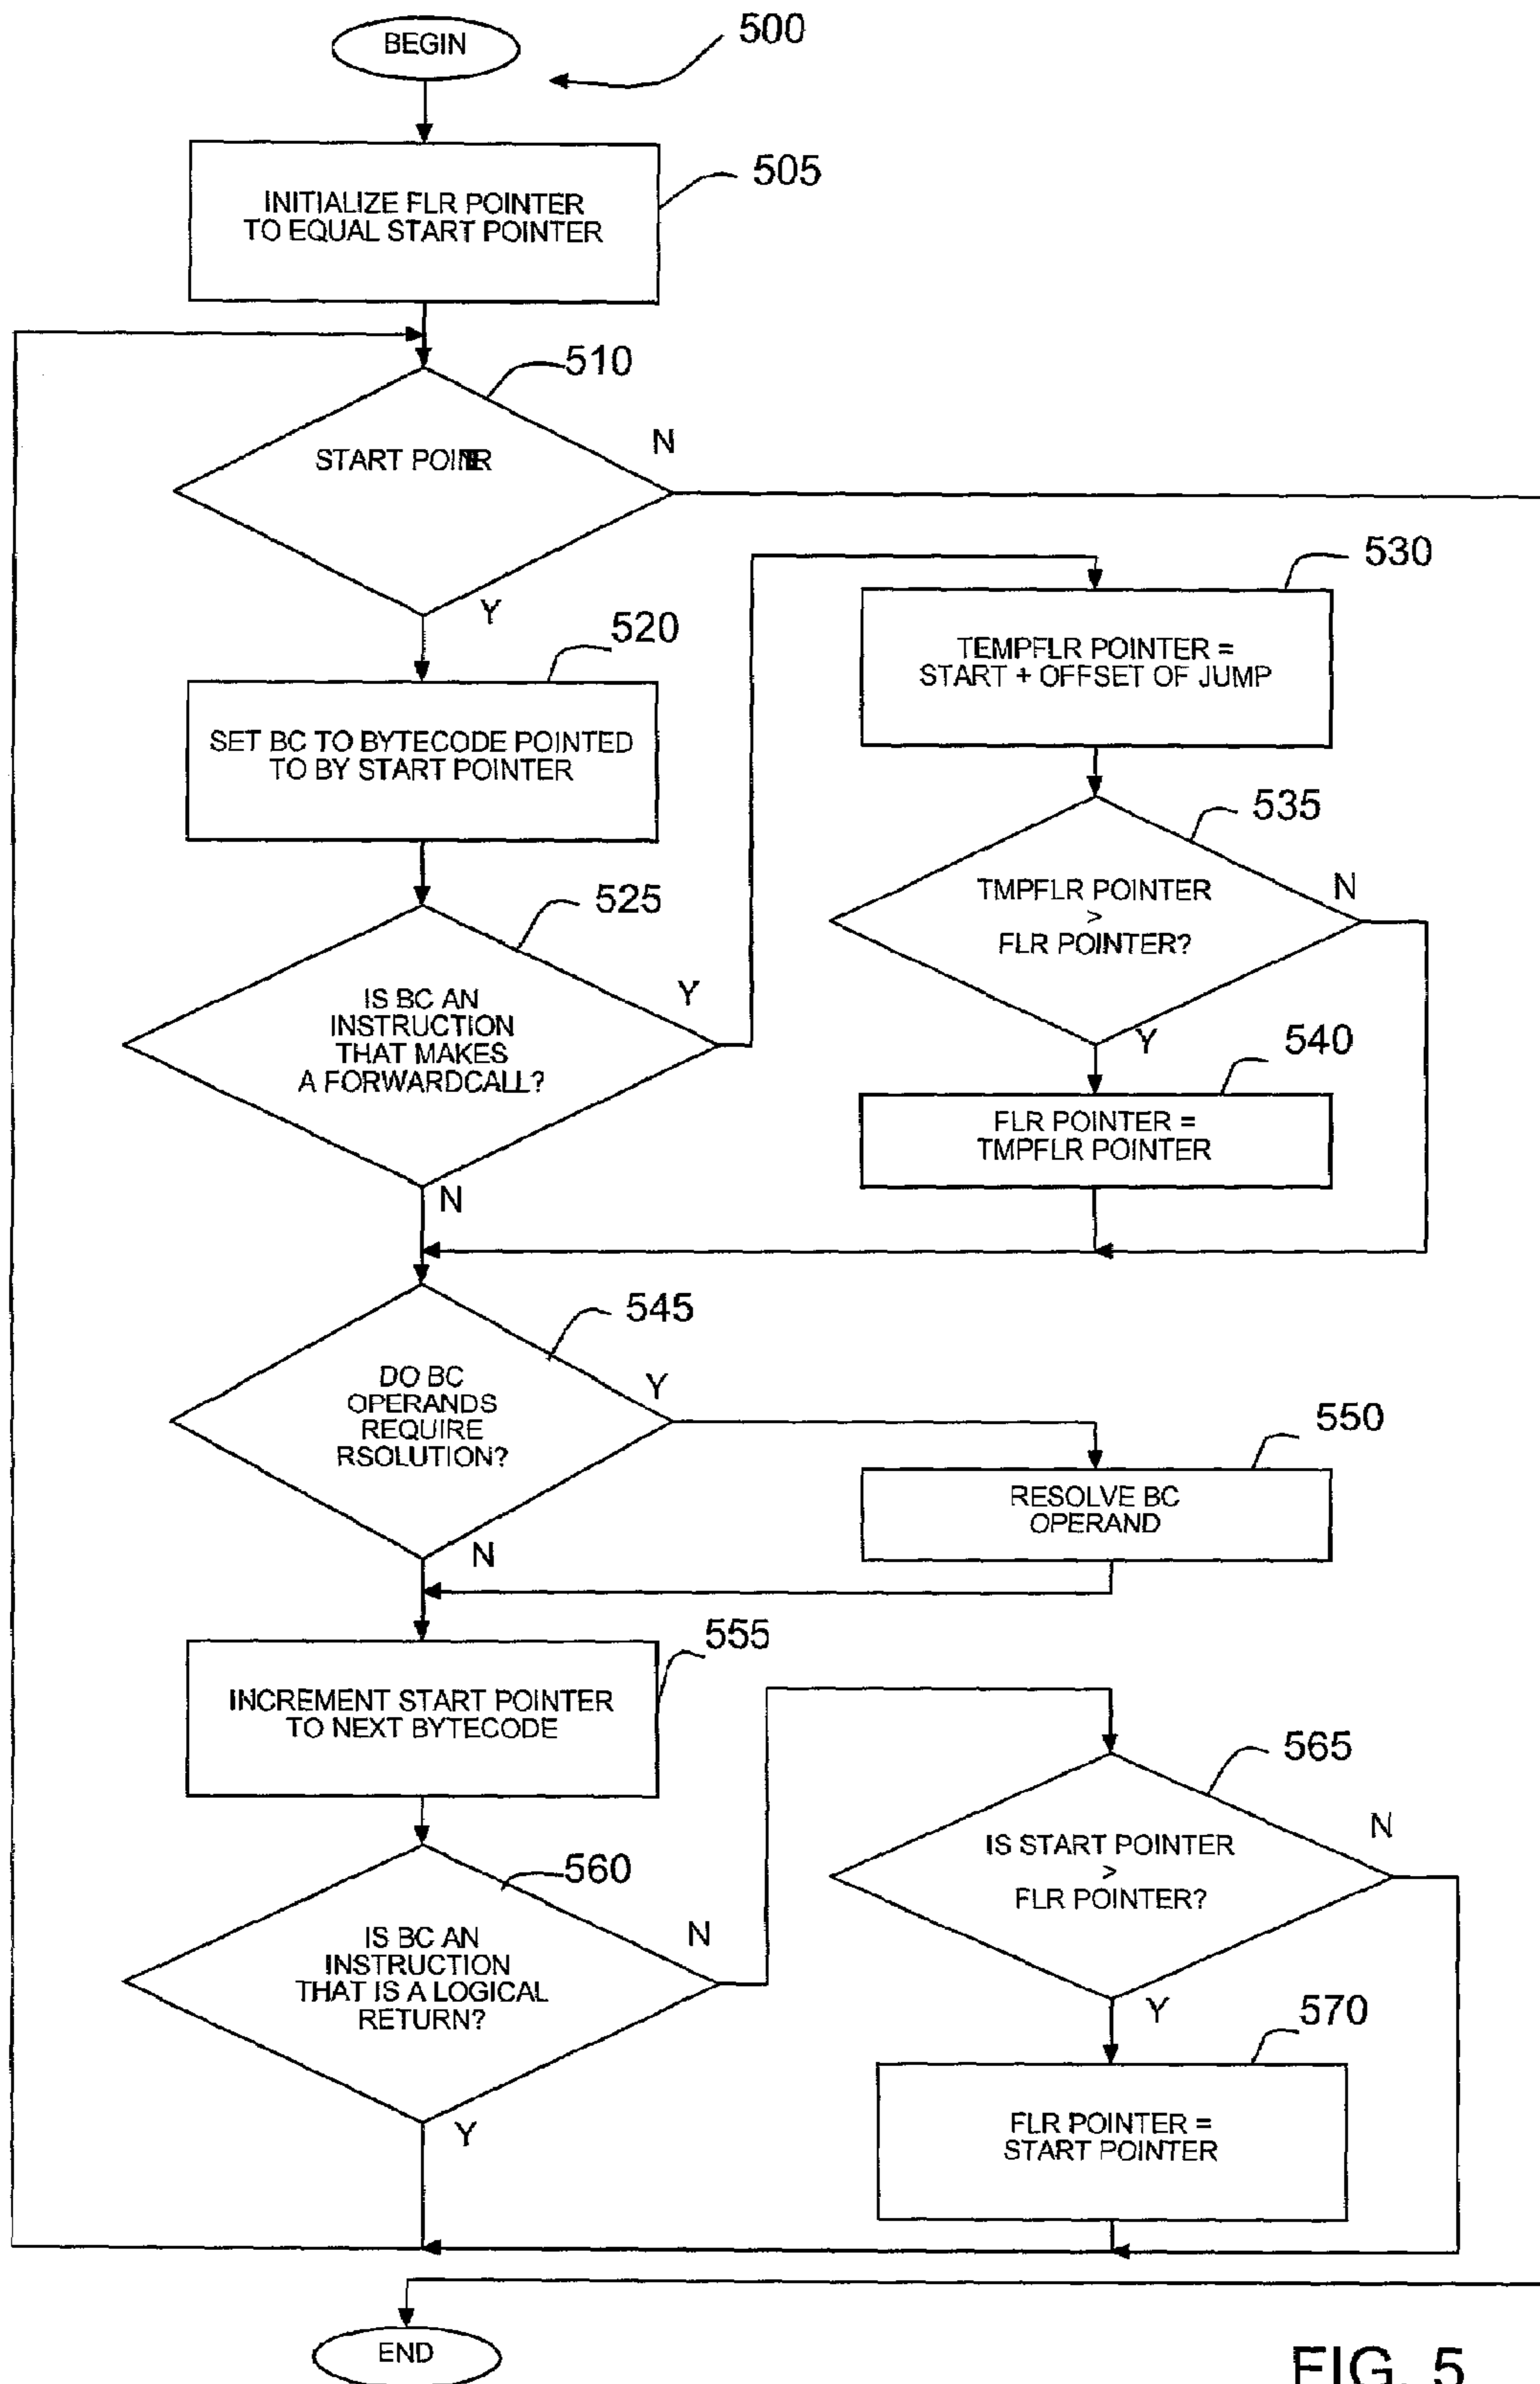 BEGIN
500
INITIALIZE FLR POINTER
TO EQUAL START POINTER
505
510
START
N
Y
520
SET BC TO BYTECODE POINTED
TO BY START POINTER
530
TEMPFLR POINTER =
START + OFFSET OF JUMP
525
IS BC AN
INSTRUCTION
THAT MAKES
A FORWARDCALL?
Y
N
535
TMPFLR POINTER
>
FLR POINTER?
N
Y
540
FLR POINTER =
TMPFLR POINTER
545
DO BC
OPERANDS
REQUIRE
RSOLUTION?
Y
N
550
RESOLVE BC
OPERAND
555
INCREMENT START POINTER
TO NEXT BYTECODE
560
IS BC AN
INSTRUCTION
THAT IS A LOGICAL
RETURN?
N
Y
565
IS START POINTER
>
FLR POINTER?
N
Y
570
FLR POINTER =
START POINTER
END
FIG. 5